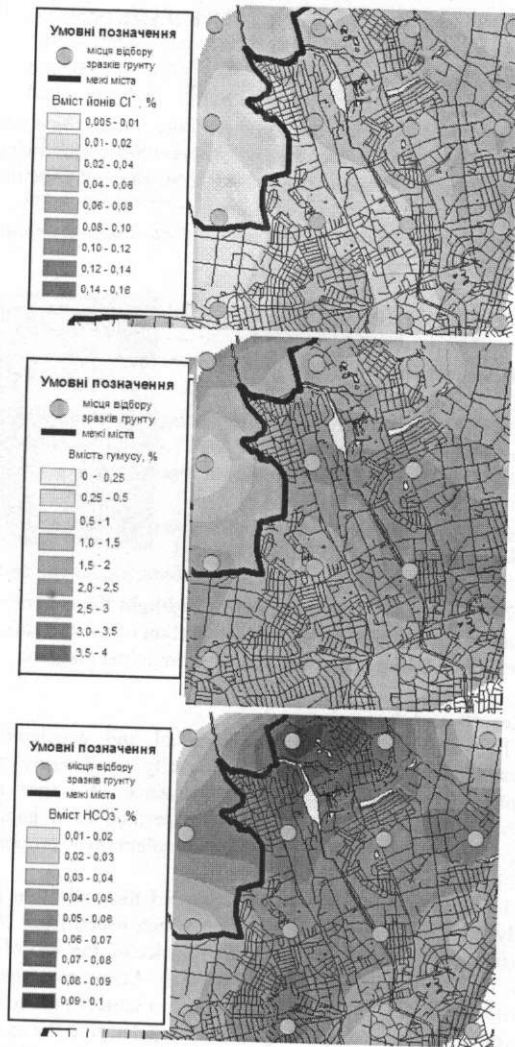 Умовні позначення
місця відбору
зразків ґрунту
межі міста
Вміст йонів Cl⁻, %
0,005 - 0,01
0,01- 0,02
0,02 - 0,04
0,04 - 0,06
0,06 - 0,08
0,08 - 0,10
0,10 - 0,12
0,12 - 0,14
0,14 - 0,16
Умовні позначення
місця відбору
зразків ґрунту
межі міста
Вмість гумусу, %
0 - 0,25
0,25 - 0,5
0,5 - 1
1,0 - 1,5
1,5 - 2
2,0 - 2,5
2,5 - 3
3,0 - 3,5
3,5 - 4
Умовні позначення
місця відбору
зразків ґрунту
межі міста
Вміст HCO₃⁻, %
0,01 - 0,02
0,02 - 0,03
0,03 - 0,04
0,04 - 0,05
0,05 - 0,06
0,06 - 0,07
0,07 - 0,08
0,08 - 0,09
0,09 - 0,1